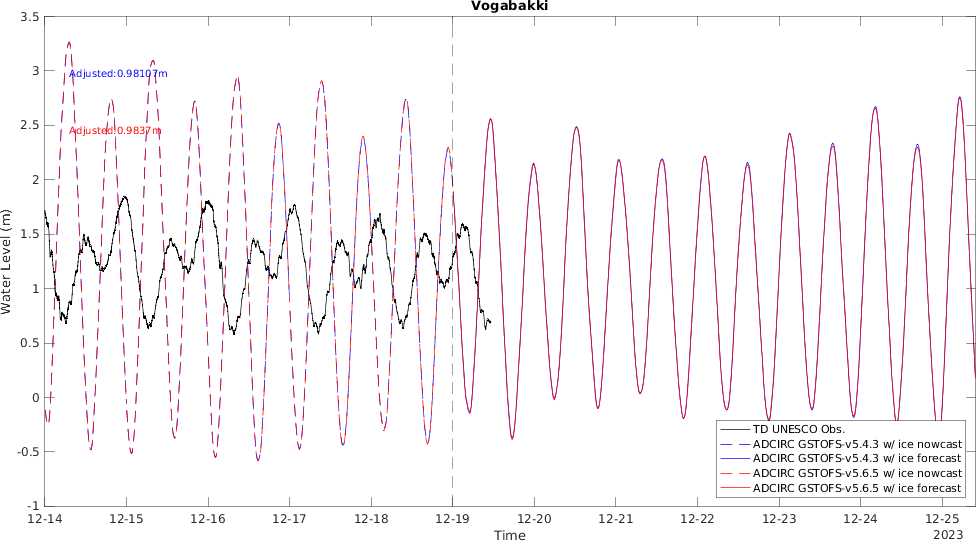 Vogabakki
3.5
3
2.5
2
1.5
1
0.5
0
-0.5
-1
Water Level (m)
Adjusted:0.98107m
Adjusted:0.9837m
TD UNESCO Obs.
ADCIRC GSTOFS-v5.4.3 w/ ice nowcast
ADCIRC GSTOFS-v5.4.3 w/ ice forecast
ADCIRC GSTOFS-v5.6.5 w/ ice nowcast
ADCIRC GSTOFS-v5.6.5 w/ ice forecast
12-14 12-15 12-16 12-17 12-18 12-19 12-20 12-21 12-22 12-23 12-24 12-25
Time
2023